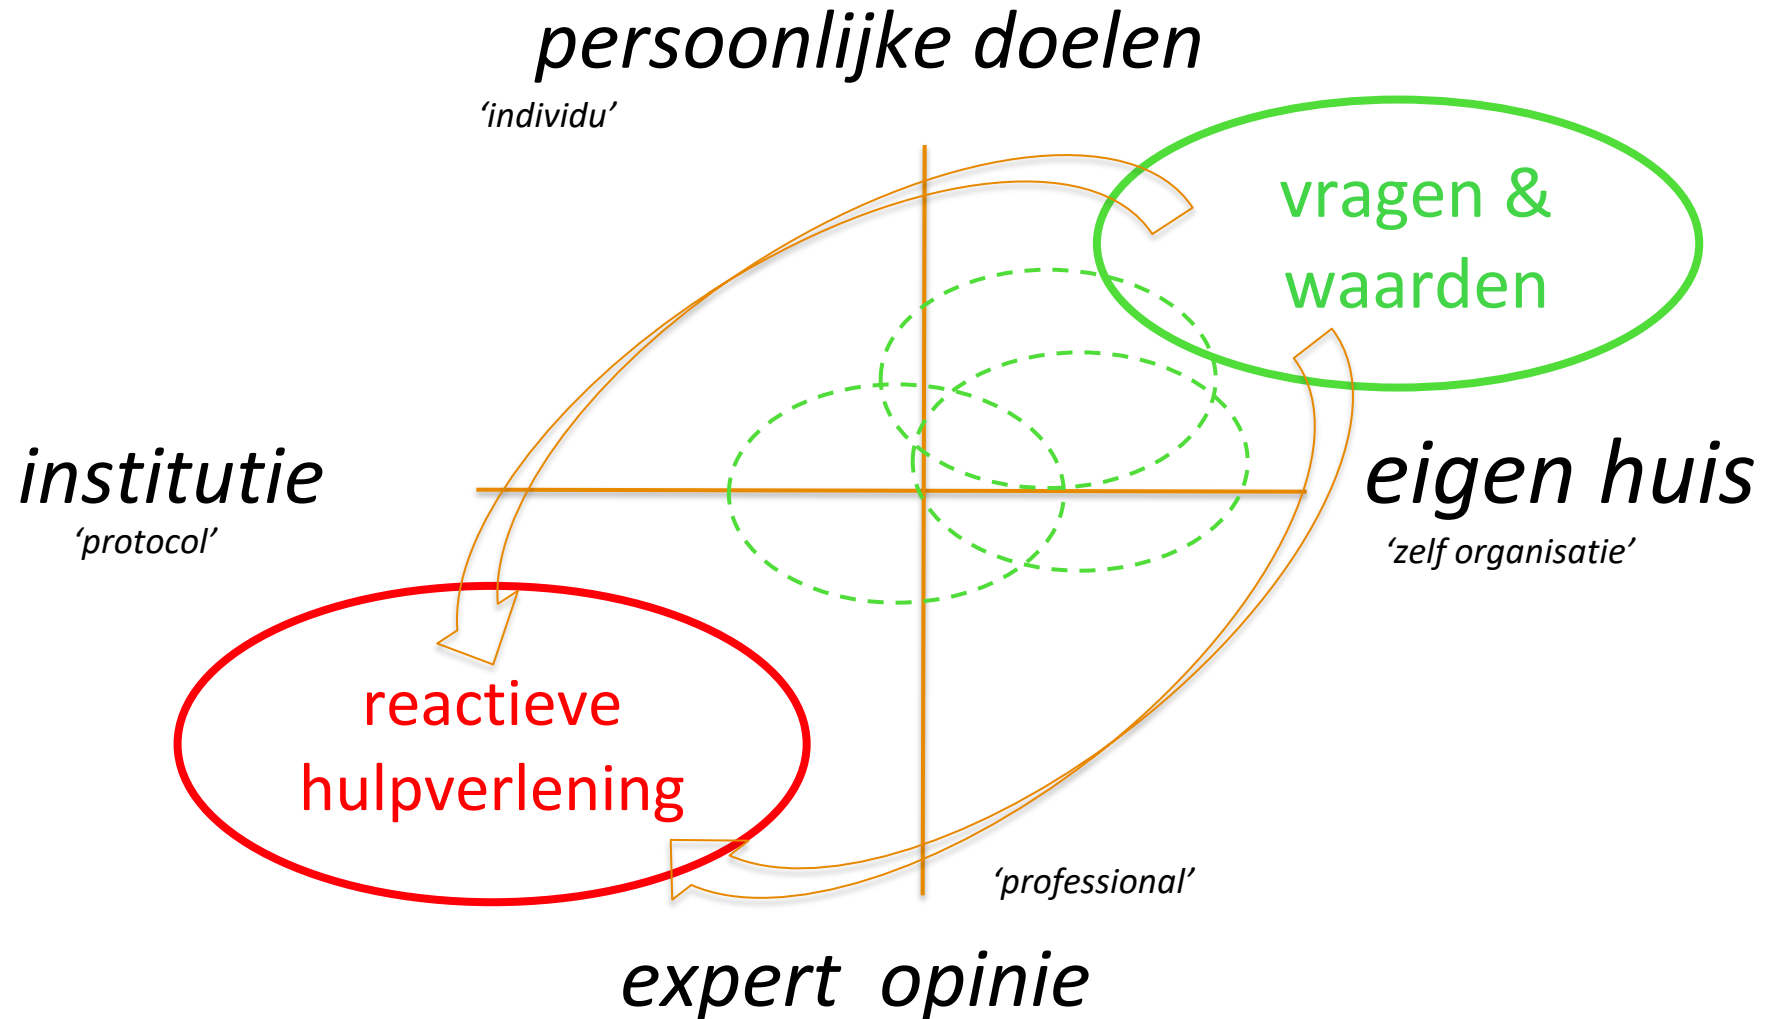 persoonlijke doelen
‘individu’
vragen &
waarden
institutie
‘protocol’
eigen huis
‘zelf organisatie’
reactieve
hulpverlening
‘professional’
expert opinie